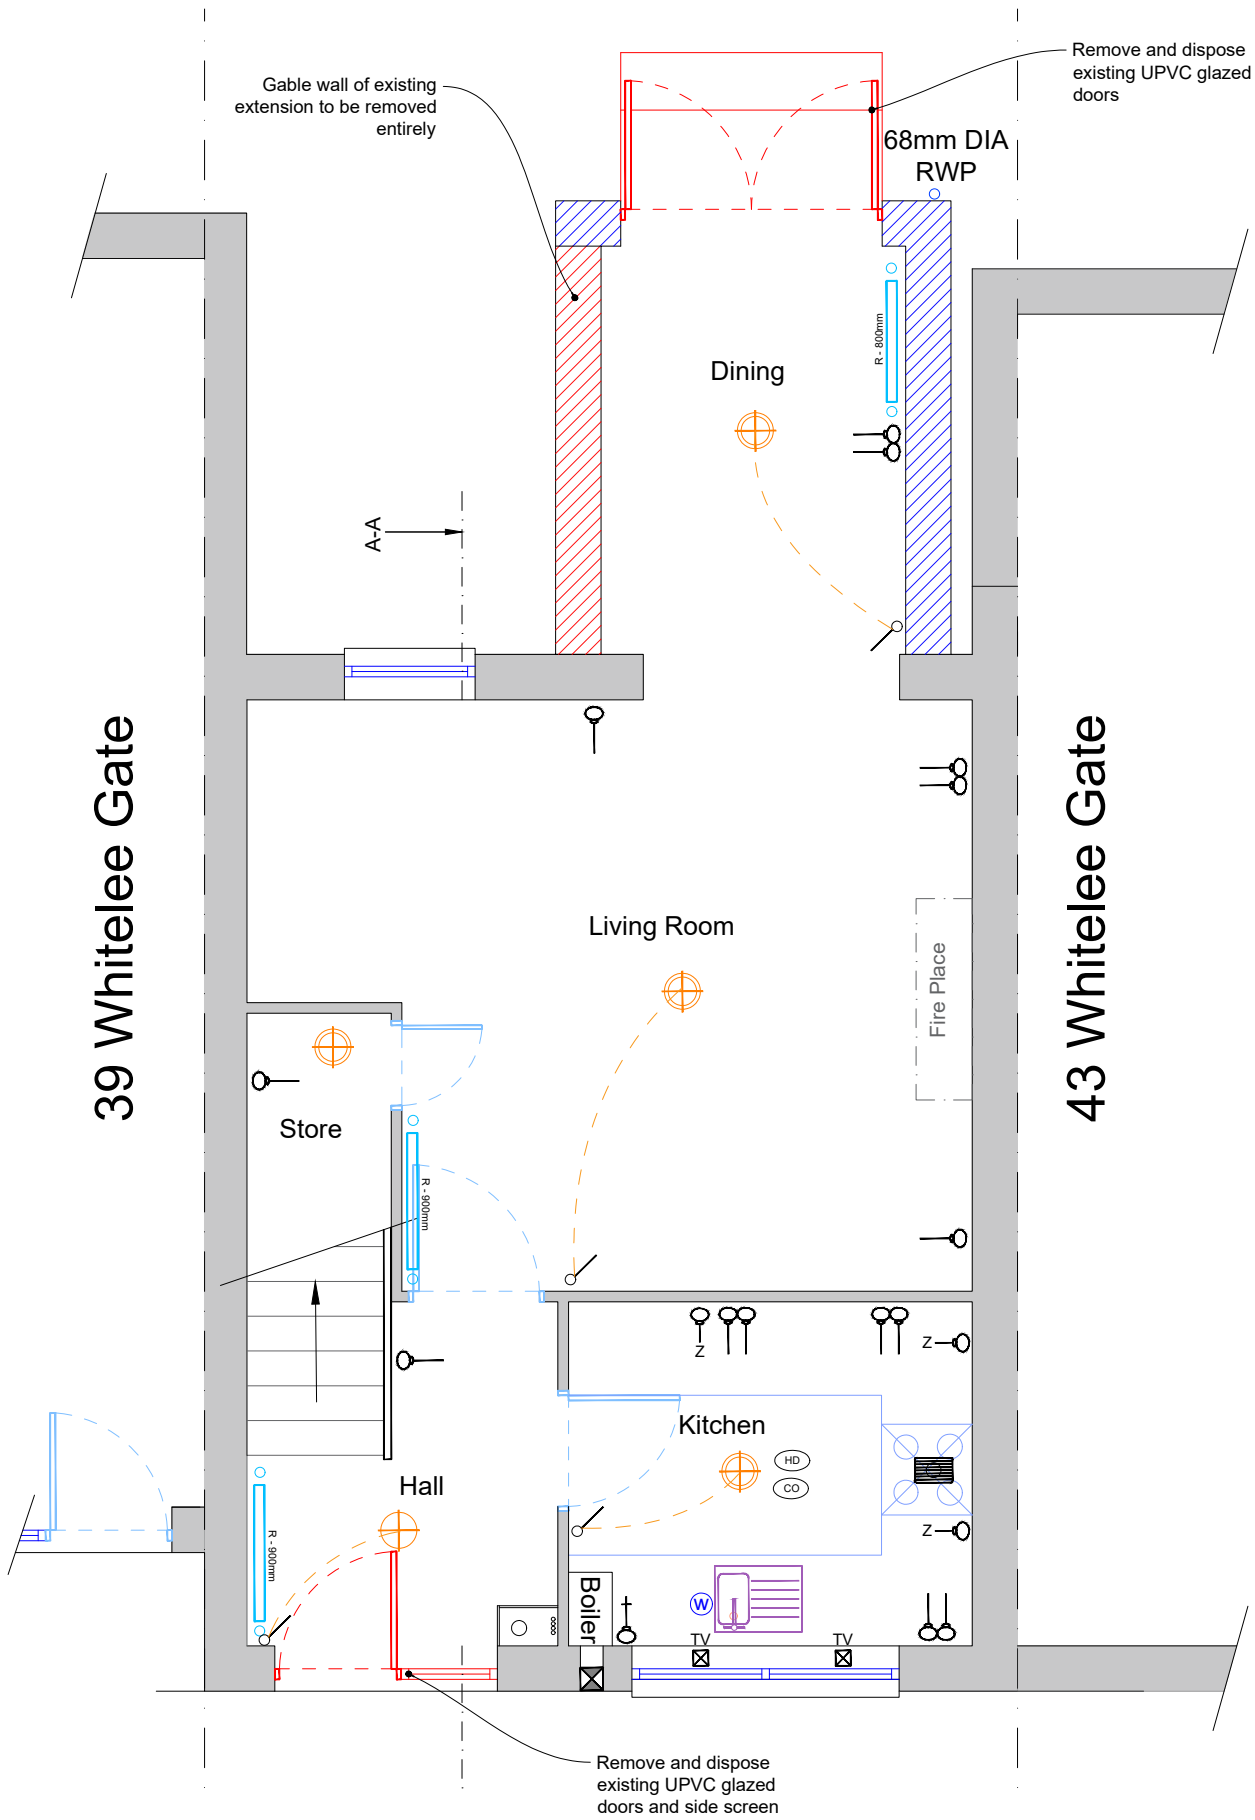 Remove and dispose
existing UPVC glazed
doors
Gable wall of existing
extension to be removed
entirely
68mm DIA
RWP
R - 800mm
Dining
A-A
39 Whitelee Gate
43 Whitelee Gate
Living Room
Fire Place
Store
R - 900mm
Z
Z
Kitchen
HD
CO
Hall
Z
R - 900mm
Boiler
W
TV
TV
Remove and dispose
existing UPVC glazed
doors and side screen